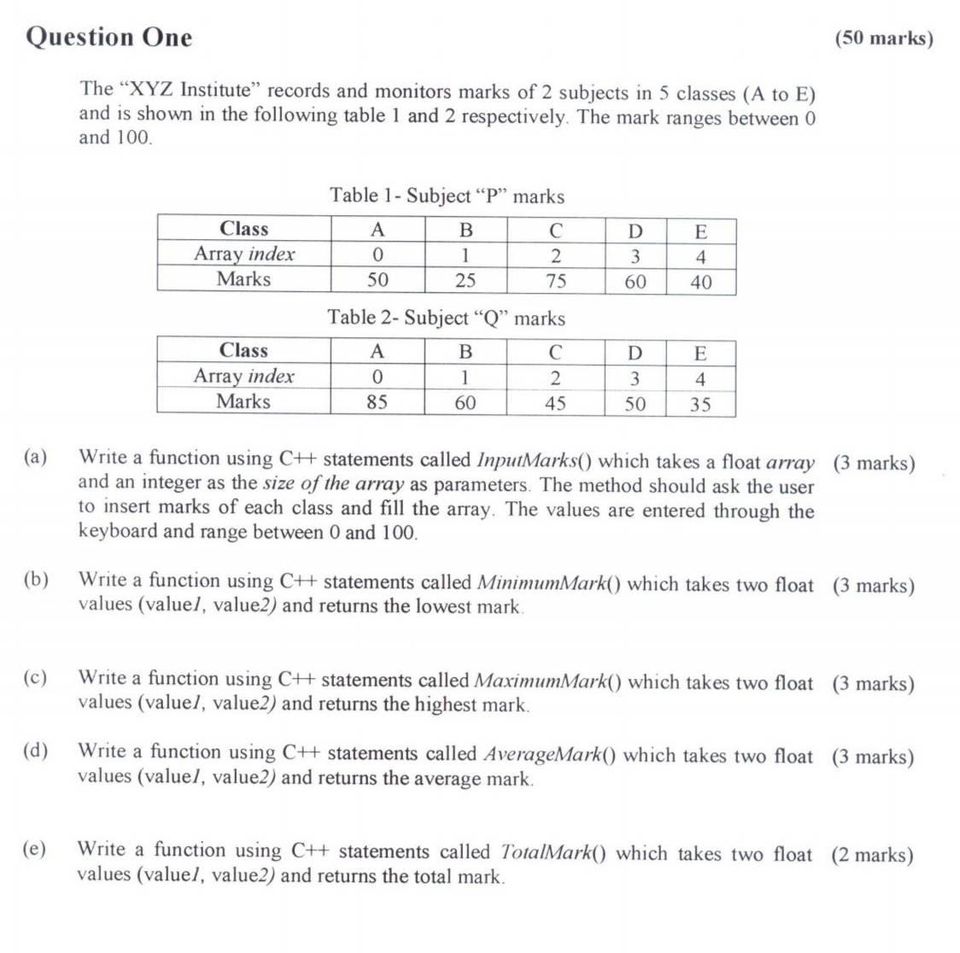 Question One (50 marks)
The “XYZ Institute” records and monitors marks of 2 subjects in 5 classes (A to E)
and is shown in the following table 1 and 2 respectively. The mark ranges between 0
and 100.
Table 1- Subject “P” marks
Class A B C D E
Array index 0 1 2 3 4
Marks 50 25 75 60 40
Table 2- Subject “Q” marks
Class A B C D E
Array index 0 1 2 3 4
Marks 85 60 45 50 35
(a) Write a function using C++ statements called InputMarks() which takes a float array (3 marks)
and an integer as the size of the array as parameters. The method should ask the user
to insert marks of each class and fill the array. The values are entered through the
keyboard and range between 0 and 100.
(b) Write a function using C++ statements called MinimumMark() which takes two float (3 marks)
values (value1, value2) and returns the lowest mark.
(c) Write a function using C++ statements called MaximumMark() which takes two float (3 marks)
values (value1, value2) and returns the highest mark.
(d) Write a function using C++ statements called AverageMark() which takes two float (3 marks)
values (value1, value2) and returns the average mark.
(e) Write a function using C++ statements called TotalMark() which takes two float (2 marks)
values (value1, value2) and returns the total mark.